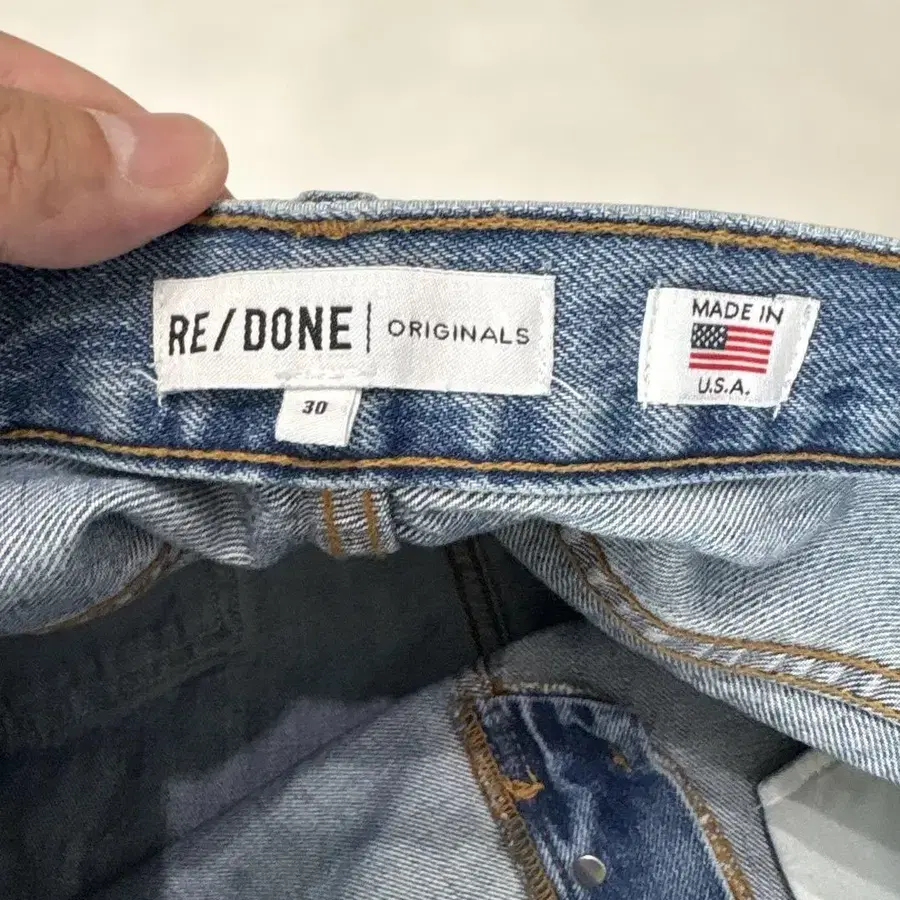 RE/DONE | ORIGINALS
30
MADE IN
U.S.A.